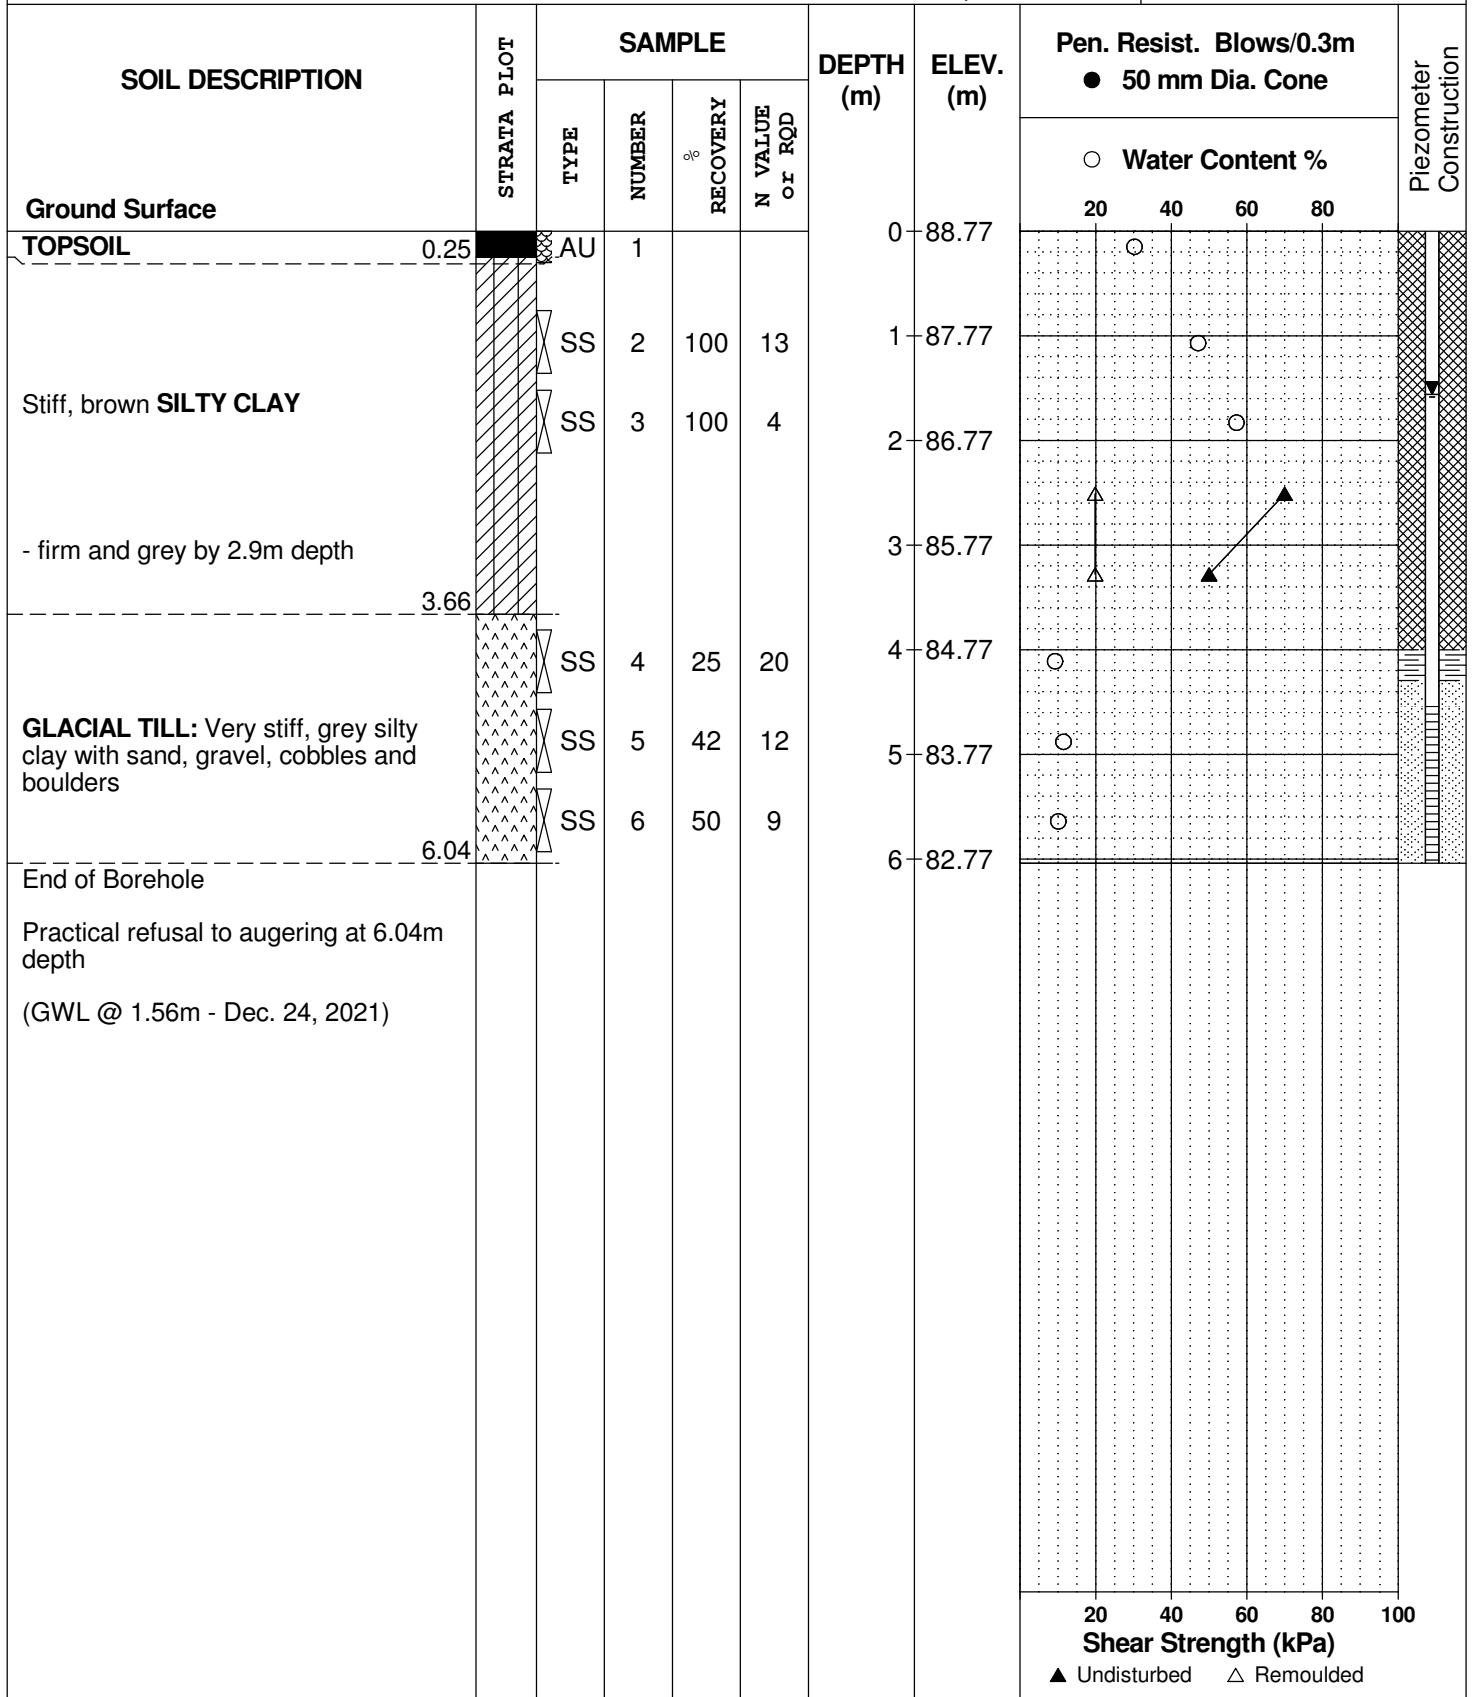 SOIL DESCRIPTION
Ground Surface
STRATA PLOT
SAMPLE
TYPE
NUMBER
% RECOVERY
N VALUE
or RQD
DEPTH
(m)
ELEV.
(m)
Pen. Resist. Blows/0.3m
● 50 mm Dia. Cone
○ Water Content %
20 40 60 80
Piezometer
Construction
TOPSOIL 0.25 AU 1
0 88.77
SS 2 100 13
1 87.77
Stiff, brown SILTY CLAY
SS 3 100 4
2 86.77
- firm and grey by 2.9m depth
3 85.77
3.66
SS 4 25 20
4 84.77
GLACIAL TILL: Very stiff, grey silty
clay with sand, gravel, cobbles and
boulders
SS 5 42 12
5 83.77
SS 6 50 9
6.04
6 82.77
End of Borehole
Practical refusal to augering at 6.04m
depth
(GWL @ 1.56m - Dec. 24, 2021)
20 40 60 80 100
Shear Strength (kPa)
▲ Undisturbed △ Remoulded